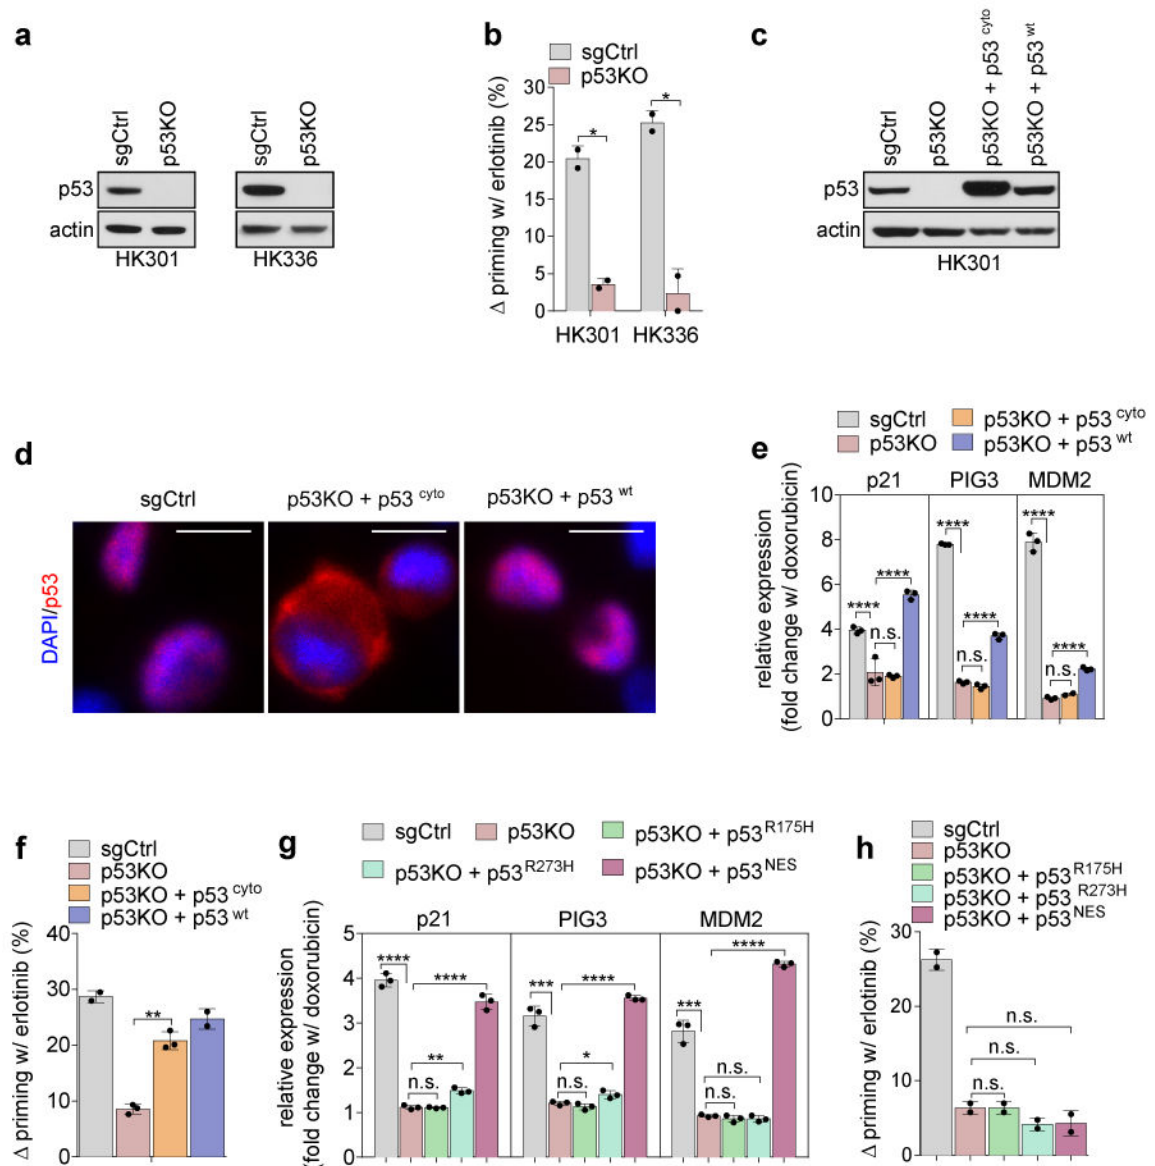 a
sgCtrl
p53KO
sgCtrl
p53KO
p53
actin
HK301
HK336
b
sgCtrl
p53KO
Δ priming w/ erlotinib (%)
30
25
20
15
10
5
0
*
*
HK301 HK336
c
sgCtrl
p53KO
p53KO + p53 cyto
p53KO + p53 wt
p53
actin
HK301
d
sgCtrl
p53KO + p53 cyto
p53KO + p53 wt
DAPI/p53
e
sgCtrl
p53KO
p53KO + p53 cyto
p53KO + p53 wt
p21
PIG3
MDM2
relative expression
(fold change w/ doxorubicin)
10
8
6
4
2
0
****
n.s.
****
****
n.s.
****
****
n.s.
****
f
sgCtrl
p53KO
p53KO + p53 cyto
p53KO + p53 wt
Δ priming w/ erlotinib (%)
40
30
20
10
0
**
g
sgCtrl
p53KO
p53KO + p53R175H
p53KO + p53R273H
p53KO + p53NES
p21
PIG3
MDM2
relative expression
(fold change w/ doxorubicin)
5
4
3
2
1
0
****
****
**
n.s.
***
****
*
n.s.
***
****
n.s.
n.s.
h
sgCtrl
p53KO
p53KO + p53R175H
p53KO + p53R273H
p53KO + p53NES
Δ priming w/ erlotinib (%)
30
20
10
0
n.s.
n.s.
n.s.